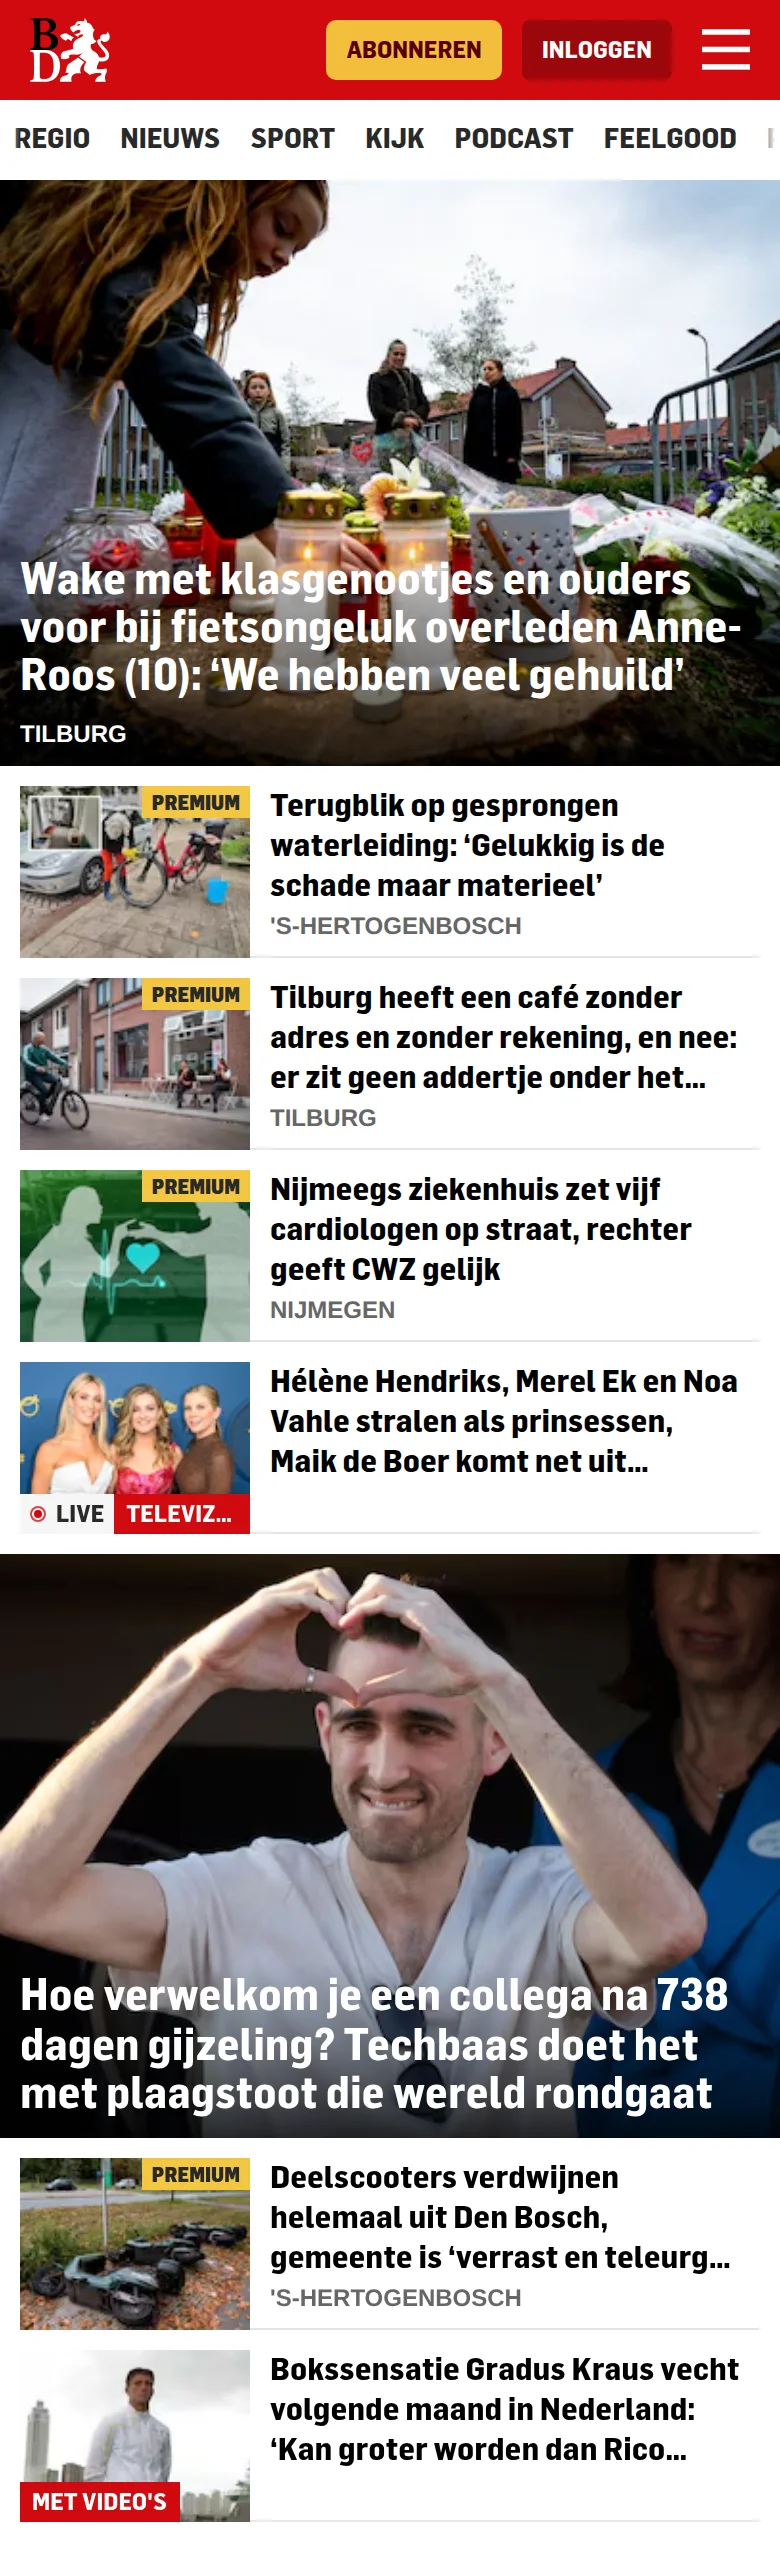 B
D
ABONNEREN
INLOGGEN
REGIO NIEUWS SPORT KIJK PODCAST FEELGOOD
Wake met klasgenootjes en ouders
voor bij fietsongeluk overleden Anne-
Roos (10): ‘We hebben veel gehuild’
TILBURG
PREMIUM
Terugblik op gesprongen
waterleiding: ‘Gelukkig is de
schade maar materieel’
'S-HERTOGENBOSCH
PREMIUM
Tilburg heeft een café zonder
adres en zonder rekening, en nee:
er zit geen addertje onder het...
TILBURG
PREMIUM
Nijmeegs ziekenhuis zet vijf
cardiologen op straat, rechter
geeft CWZ gelijk
NIJMEGEN
LIVE TELEVIZ...
Hélène Hendriks, Merel Ek en Noa
Vahle stralen als prinsessen,
Maik de Boer komt net uit...
Hoe verwelkom je een collega na 738
dagen gijzeling? Techbaas doet het
met plaagstoot die wereld rondgaat
PREMIUM
Deelscooters verdwijnen
helemaal uit Den Bosch,
gemeente is ‘verrast en teleurg...
'S-HERTOGENBOSCH
MET VIDEO'S
Bokssensatie Gradus Kraus vecht
volgende maand in Nederland:
‘Kan groter worden dan Rico...